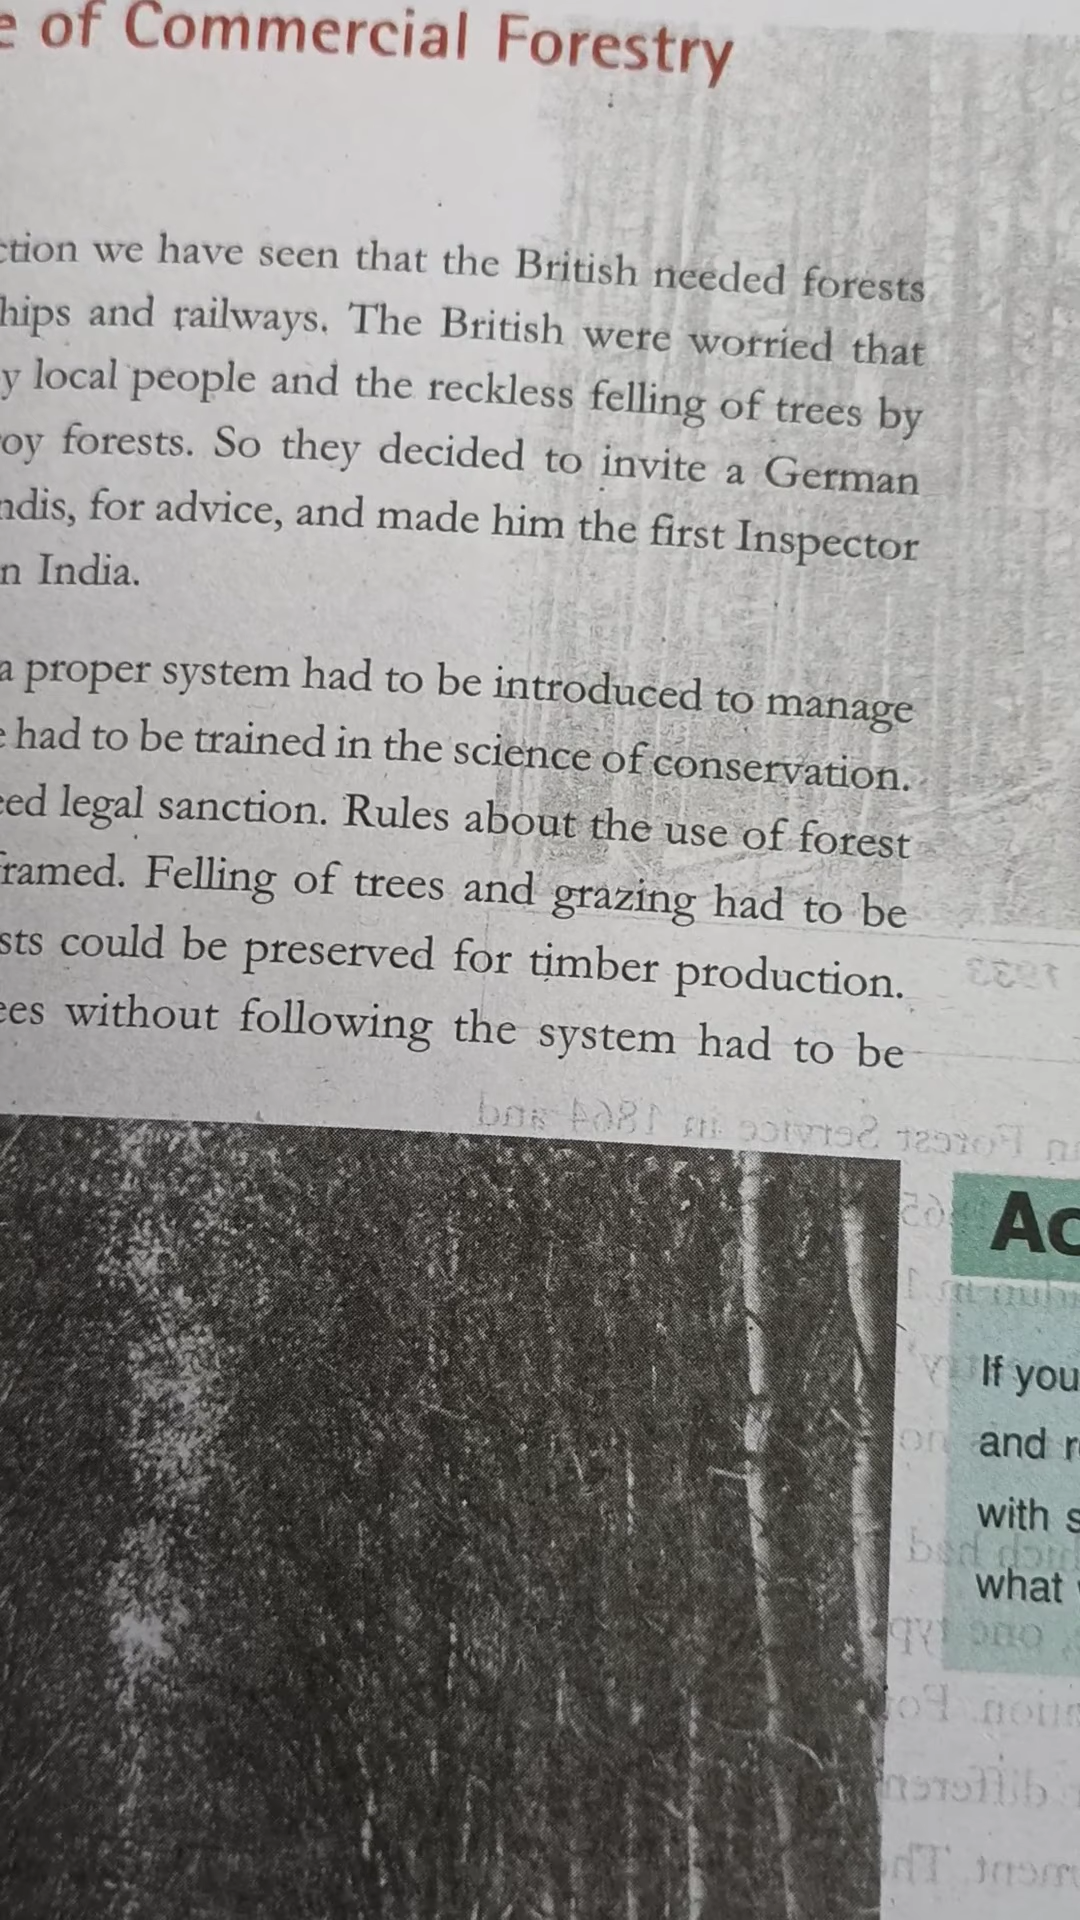 e of Commercial Forestry
ction we have seen that the British needed forests
hips and railways. The British were worried that
y local people and the reckless felling of trees by
oy forests. So they decided to invite a German
ndis, for advice, and made him the first Inspector
n India.
a proper system had to be introduced to manage
e had to be trained in the science of conservation.
ed legal sanction. Rules about the use of forest
framed. Felling of trees and grazing had to be
sts could be preserved for timber production.
ees without following the system had to be
Ac
If you
and r
with s
what